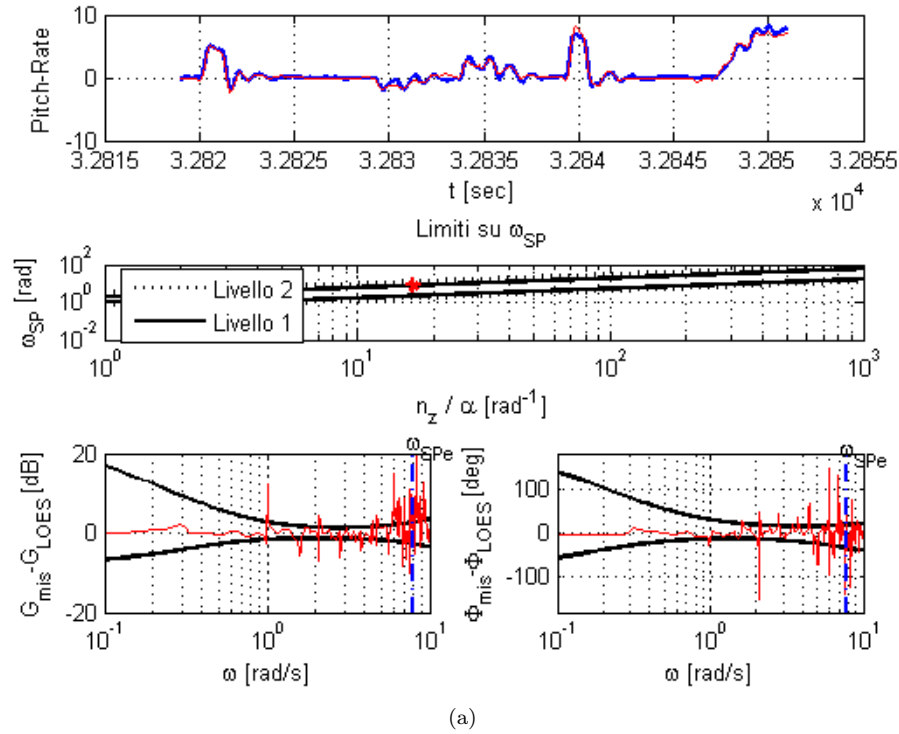 10
0
-10
Pitch-Rate
3.2815 3.282 3.2825 3.283 3.2835 3.284 3.2845 3.285 3.2855
t [sec]
x 10^4
Limiti su ω_SP
10^2
10^0
10^-2
ω_SP [rad]
Livello 2
Livello 1
10^0 10^1 10^2 10^3
n_z / α [rad^-1]
ω_SPe
20
0
-20
G_mis-G_LOES [dB]
10^-1 10^0 10^1
ω [rad/s]
ω_SPe
100
0
-100
Φ_mis-Φ_LOES [deg]
10^-1 10^0 10^1
ω [rad/s]
(a)